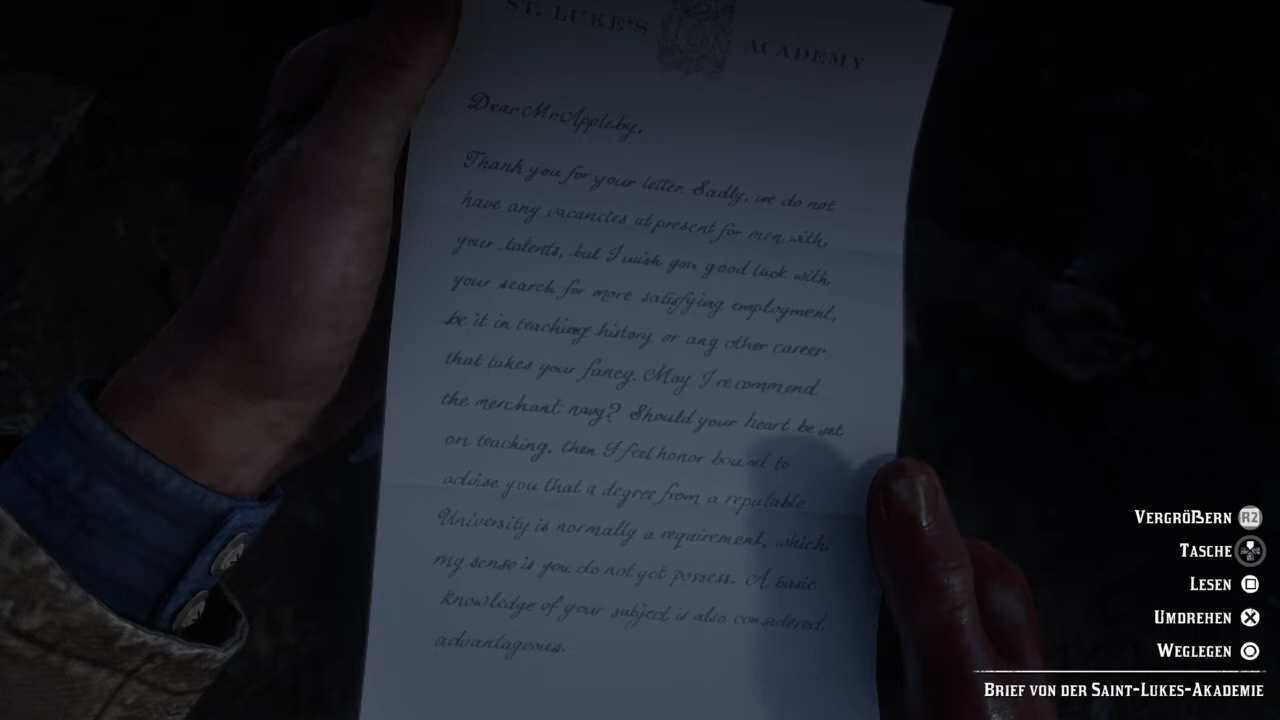 ST. LUKE'S ACADEMY
Dear Mr Appleby,
Thank you for your letter. Sadly, we do not
have any vacancies at present for men with
your talents, but I wish you good luck with
your search for more satisfying employment,
be it in teaching history or any other career
that takes your fancy. May I recommend
the merchant navy? Should your heart be set
on teaching, then I feel honor bound to
advise you that a degree from a reputable
University is normally a requirement, which
my sense is you do not yet possess. A basic
knowledge of your subject is also considered
advantageous.
VERGRÖẞERN R2
TASCHE
LESEN
UMDREHEN
WEGLEGEN
BRIEF VON DER SAINT-LUKES-AKADEMIE